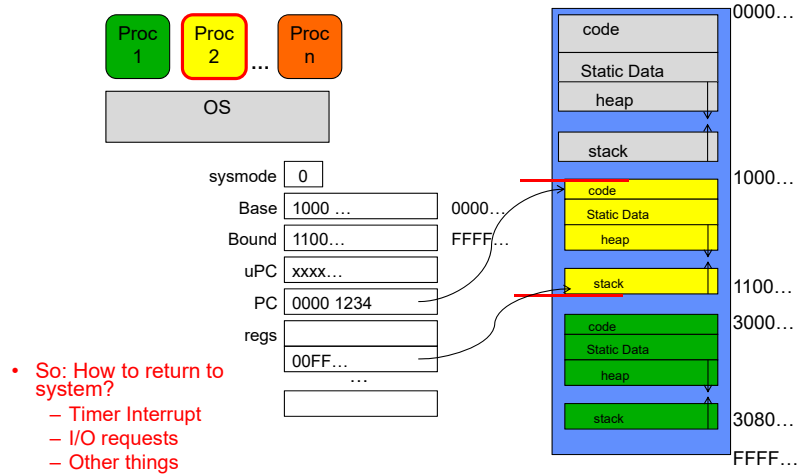 Proc
1
Proc
2
...
Proc
n
OS
sysmode 0
Base 1000 ... 0000...
Bound 1100... FFFF...
uPC xxxx...
PC 0000 1234
regs
00FF...
...
• So: How to return to
system?
– Timer Interrupt
– I/O requests
– Other things
0000...
code
Static Data
heap
stack
1000...
code
Static Data
heap
stack
1100...
3000...
code
Static Data
heap
stack
3080...
FFFF...